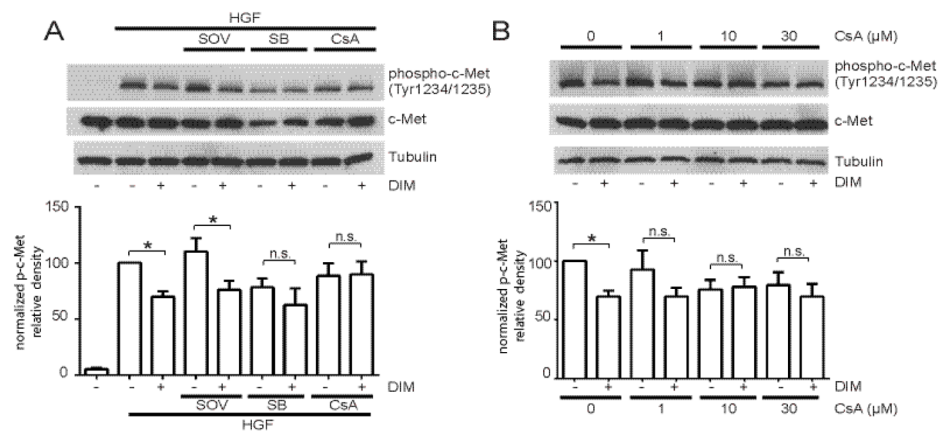 A
HGF
SOV SB CsA
phospho-c-Met
(Tyr1234/1235)
c-Met
Tubulin
- - + - + - + - + DIM
normalized p-c-Met
relative density
150
100
50
0
* * n.s. n.s.
- - + - + - + - + DIM
SOV SB CsA
HGF
B
0 1 10 30 CsA (µM)
phospho-c-Met
(Tyr1234/1235)
c-Met
Tubulin
- + - + - + - + DIM
normalized p-c-Met
relative density
150
100
50
0
* n.s. n.s. n.s.
- + - + - + - + DIM
0 1 10 30 CsA (µM)